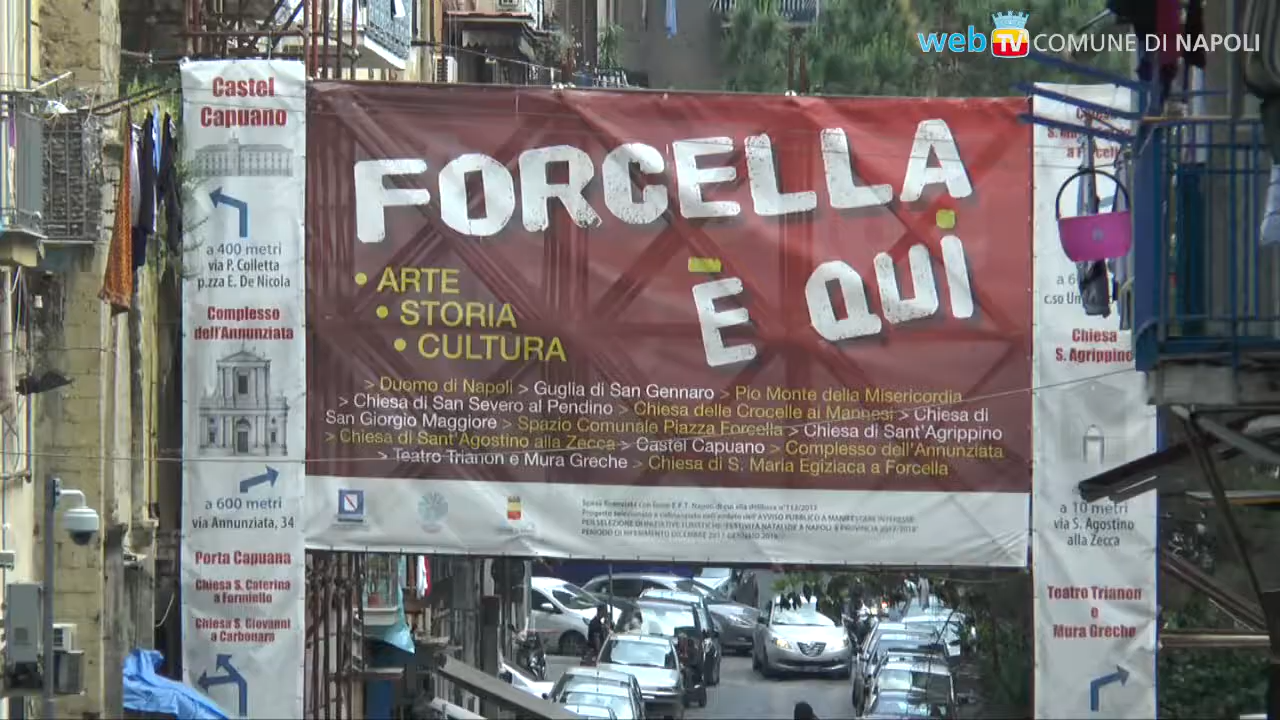 web TV COMUNE DI NAPOLI
Castel
Capuano
a 400 metri
via P. Colletta
p.zza E. De Nicola
Complesso
dell'Annunziata
a 600 metri
via Annunziata, 34
Porta Capuana
Chiesa S. Caterina
a Formiello
Chiesa S. Giovanni
a Carbonara
FORCELLA
È QUI
• ARTE
• STORIA
• CULTURA
> Duomo di Napoli > Guglia di San Gennaro > Pio Monte della Misericordia
> Chiesa di San Severo al Pendino > Chiesa delle Crocelle ai Mannesi > Chiesa di
San Giorgio Maggiore > Spazio Comunale Piazza Forcella > Chiesa di Sant'Agrippino
> Chiesa di Sant'Agostino alla Zecca > Castel Capuano > Complesso dell'Annunziata
> Teatro Trianon e Mura Greche > Chiesa di S. Maria Egiziaca a Forcella
Chiesa
S. Agrippino
a 10 metri
via S. Agostino
alla Zecca
Teatro Trianon
e
Mura Greche